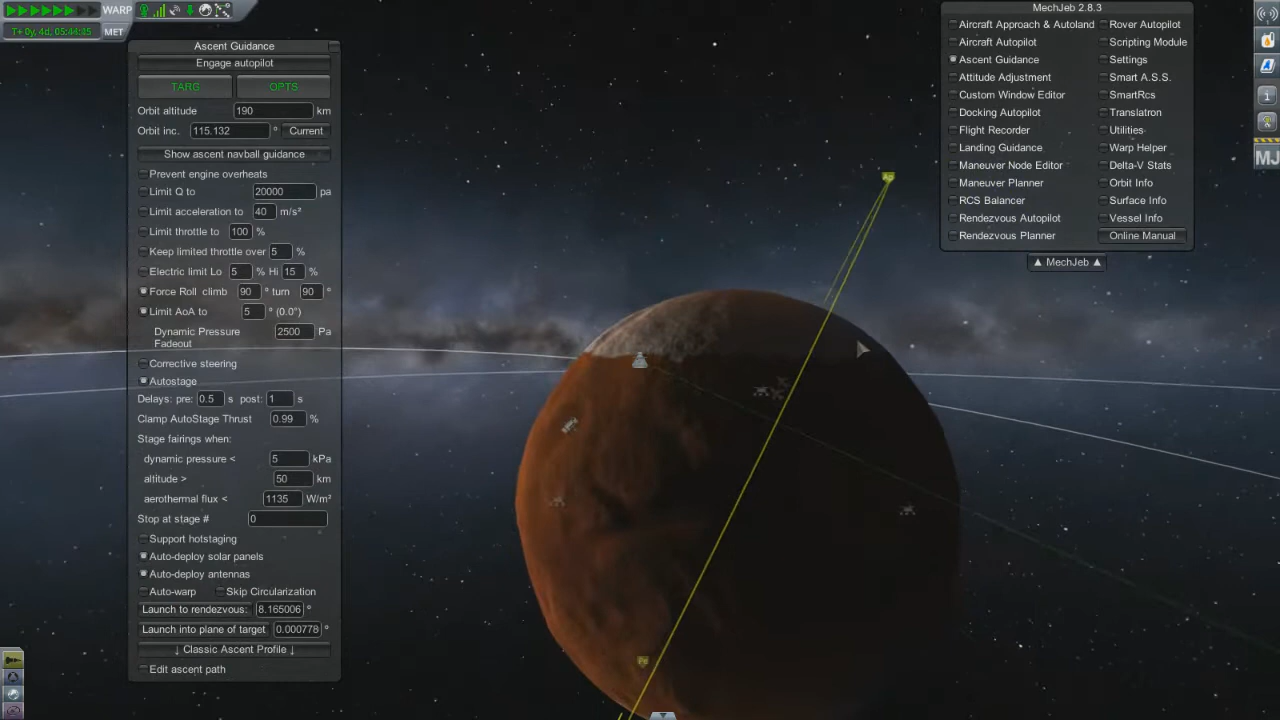 WARP
T+ 0y, 4d, 05:44:15 MET
Ascent Guidance
Engage autopilot
TARG OPTS
Orbit altitude 190 km
Orbit inc. 115.132 ° Current
Show ascent navball guidance
Prevent engine overheats
Limit Q to 20000 pa
Limit acceleration to 40 m/s²
Limit throttle to 100 %
Keep limited throttle over 5 %
Electric limit Lo 5 % Hi 15 %
Force Roll climb 90 ° turn 90 °
Limit AoA to 5 ° (0.0°)
Dynamic Pressure Fadeout 2500 Pa
Corrective steering
Autostage
Delays: pre: 0.5 s post: 1 s
Clamp AutoStage Thrust 0.99 %
Stage fairings when:
dynamic pressure < 5 kPa
altitude > 50 km
aerothermal flux < 1135 W/m²
Stop at stage # 0
Support hotstaging
Auto-deploy solar panels
Auto-deploy antennas
Auto-warp Skip Circularization
Launch to rendezvous: 8.165006 °
Launch into plane of target 0.000778 °
↓ Classic Ascent Profile ↓
Edit ascent path
Ap
Pe
MechJeb 2.8.3
Aircraft Approach & Autoland Rover Autopilot
Aircraft Autopilot Scripting Module
Ascent Guidance Settings
Attitude Adjustment Smart A.S.S.
Custom Window Editor SmartRcs
Docking Autopilot Translatron
Flight Recorder Utilities
Landing Guidance Warp Helper
Maneuver Node Editor Delta-V Stats
Maneuver Planner Orbit Info
RCS Balancer Surface Info
Rendezvous Autopilot Vessel Info
Rendezvous Planner Online Manual
▲ MechJeb ▲
MJ